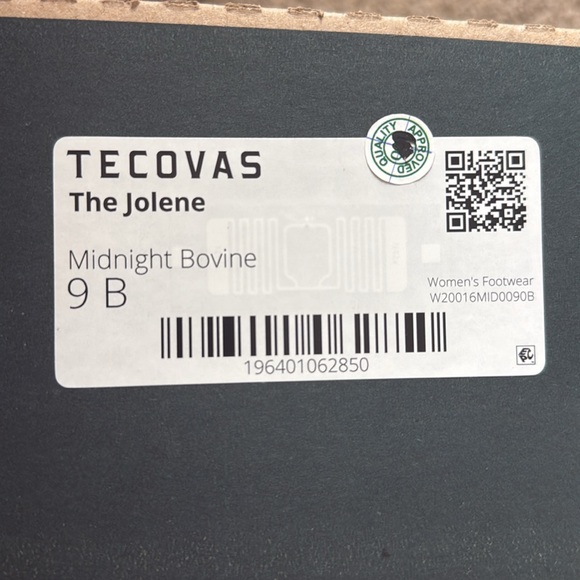 TECOVAS
The Jolene
Midnight Bovine
9 B
QUALITY APPROVED
Women's Footwear
W20016MID0090B
196401062850